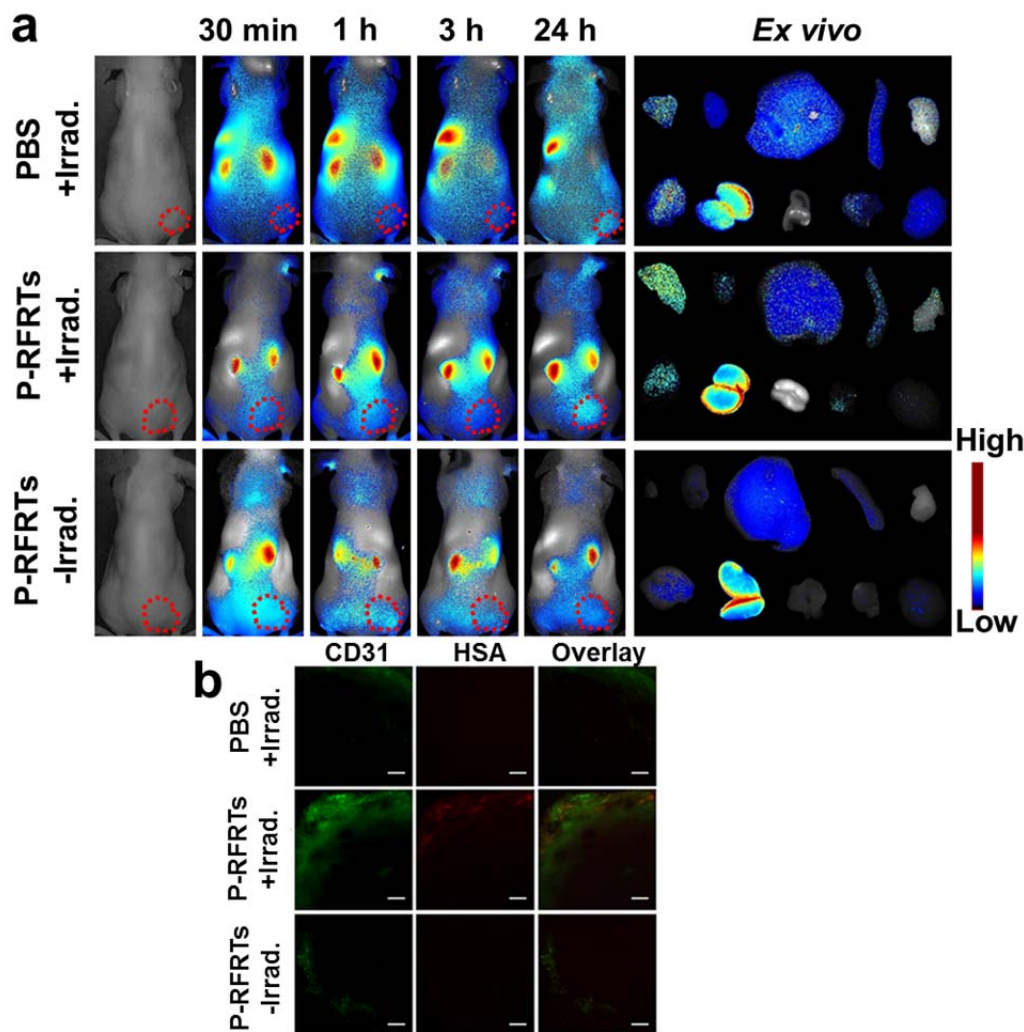 a
30 min 1 h 3 h 24 h Ex vivo
PBS
+Irrad.
P-RFRTs
+Irrad.
P-RFRTs
-Irrad.
High
Low
b
CD31 HSA Overlay
PBS
+Irrad.
P-RFRTs
+Irrad.
P-RFRTs
-Irrad.